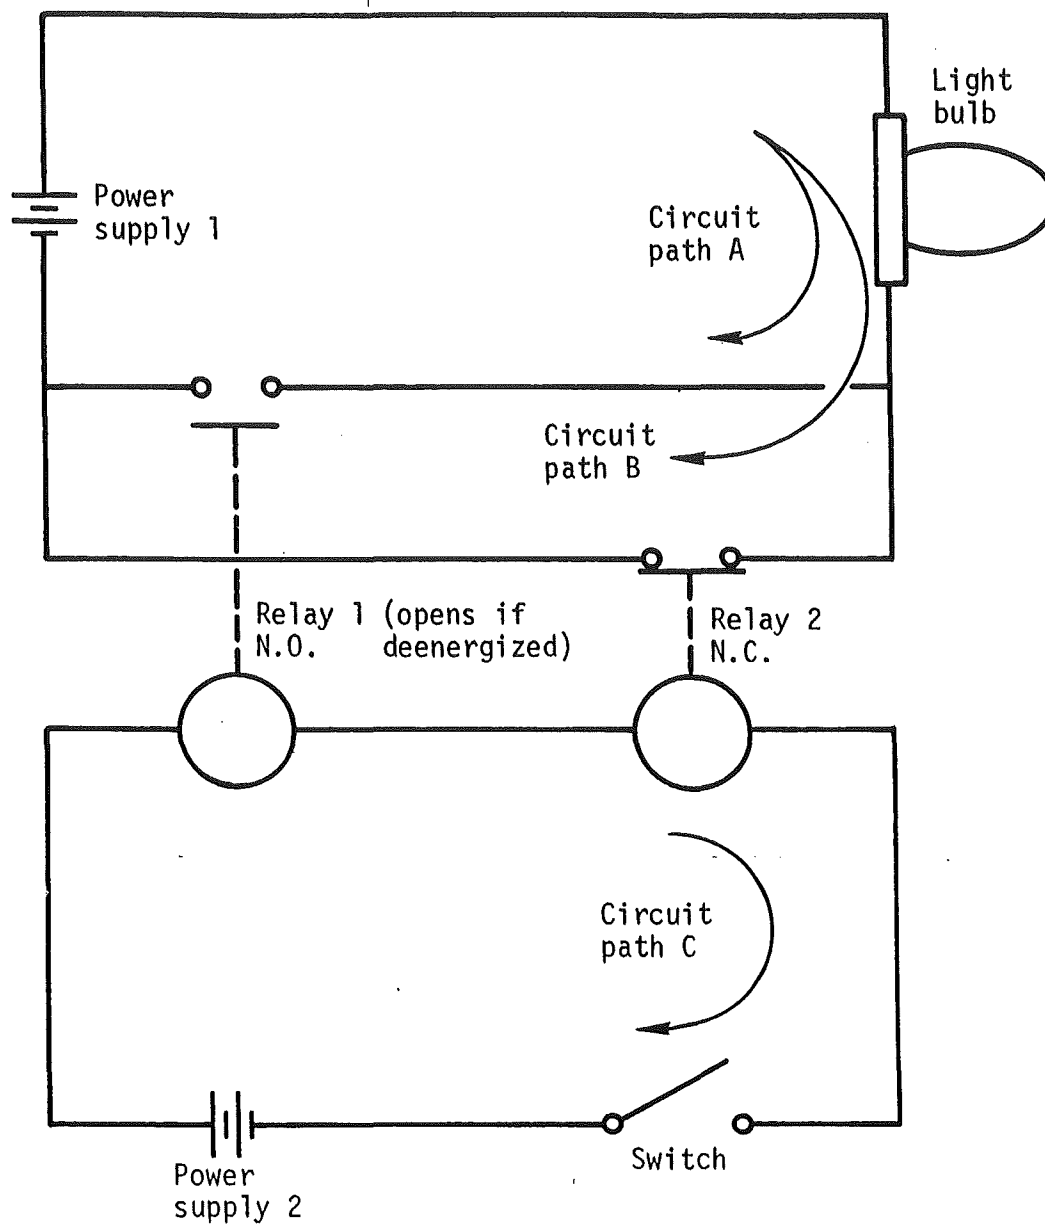 Light
bulb
Power
supply 1
Circuit
path A
Circuit
path B
Relay 1 (opens if
N.O. deenergized)
Relay 2
N.C.
Circuit
path C
Switch
Power
supply 2